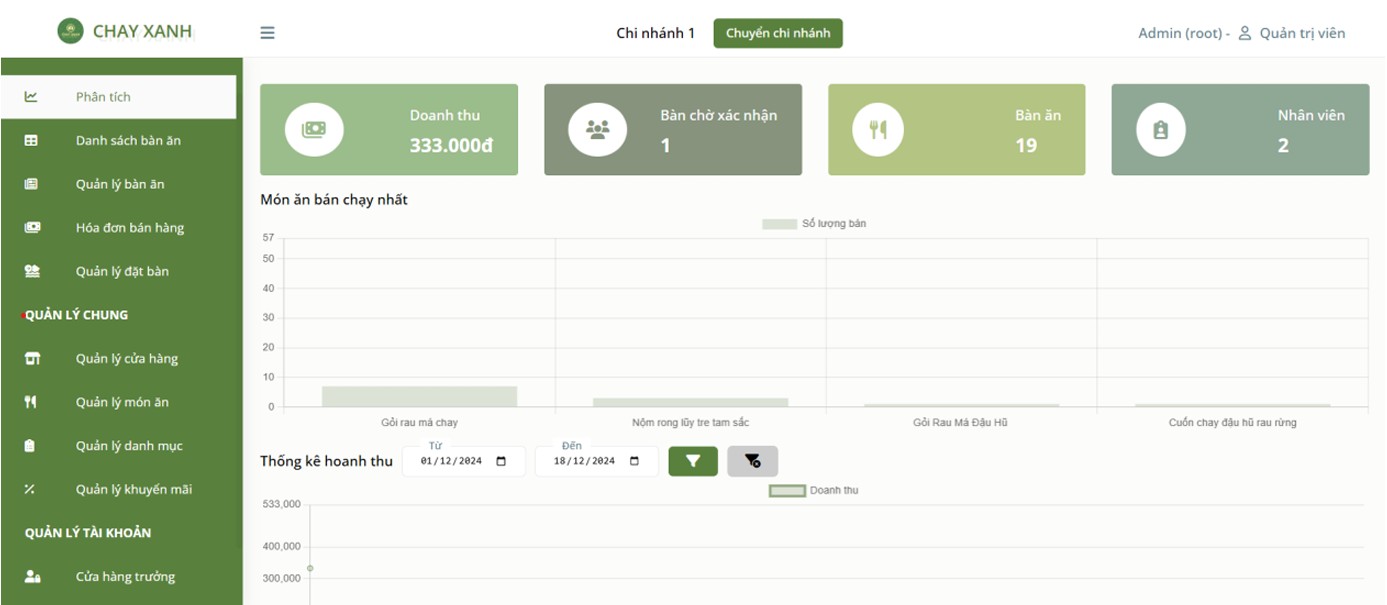 CHAY XANH
Chi nhánh 1
Chuyển chi nhánh
Admin (root) - Quản trị viên
Phân tích
Danh sách bàn ăn
Quản lý bàn ăn
Hóa đơn bán hàng
Quản lý đặt bàn
QUẢN LÝ CHUNG
Quản lý cửa hàng
Quản lý món ăn
Quản lý danh mục
Quản lý khuyến mãi
QUẢN LÝ TÀI KHOẢN
Cửa hàng trưởng
Doanh thu
333.000đ
Bàn chờ xác nhận
1
Bàn ăn
19
Nhân viên
2
Món ăn bán chạy nhất
Số lượng bán
57
50
40
30
20
10
0
Gỏi rau má chay
Nộm rong lũy tre tam sắc
Gỏi Rau Má Đậu Hũ
Cuốn chay đậu hũ rau rừng
Thống kê hoanh thu
Từ
01/12/2024
Đến
18/12/2024
Doanh thu
533,000
400,000
300,000